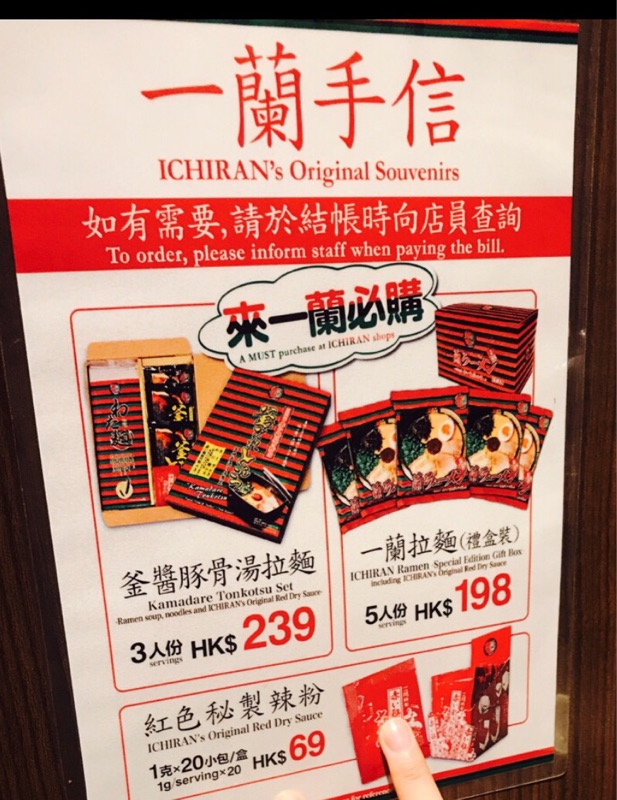 一蘭手信
ICHIRAN's Original Souvenirs
如有需要,請於結帳時向店員查詢
To order, please inform staff when paying the bill.
來一蘭必購
A MUST purchase at ICHIRAN shops
Kamadare
Tonkotsu
釜醬豚骨湯拉麵
Kamadare Tonkotsu Set
-Ramen soup, noodles and ICHIRAN's Original Red Dry Sauce-
3人份 HK$ 239
servings
一蘭拉麵(禮盒裝)
ICHIRAN Ramen -Special Edition Gift Box
including ICHIRAN's Original Red Dry Sauce
5人份 HK$ 198
servings
紅色秘製辣粉
ICHIRAN's Original Red Dry Sauce
1克×20小包/盒 HK$ 69
1g/serving×20